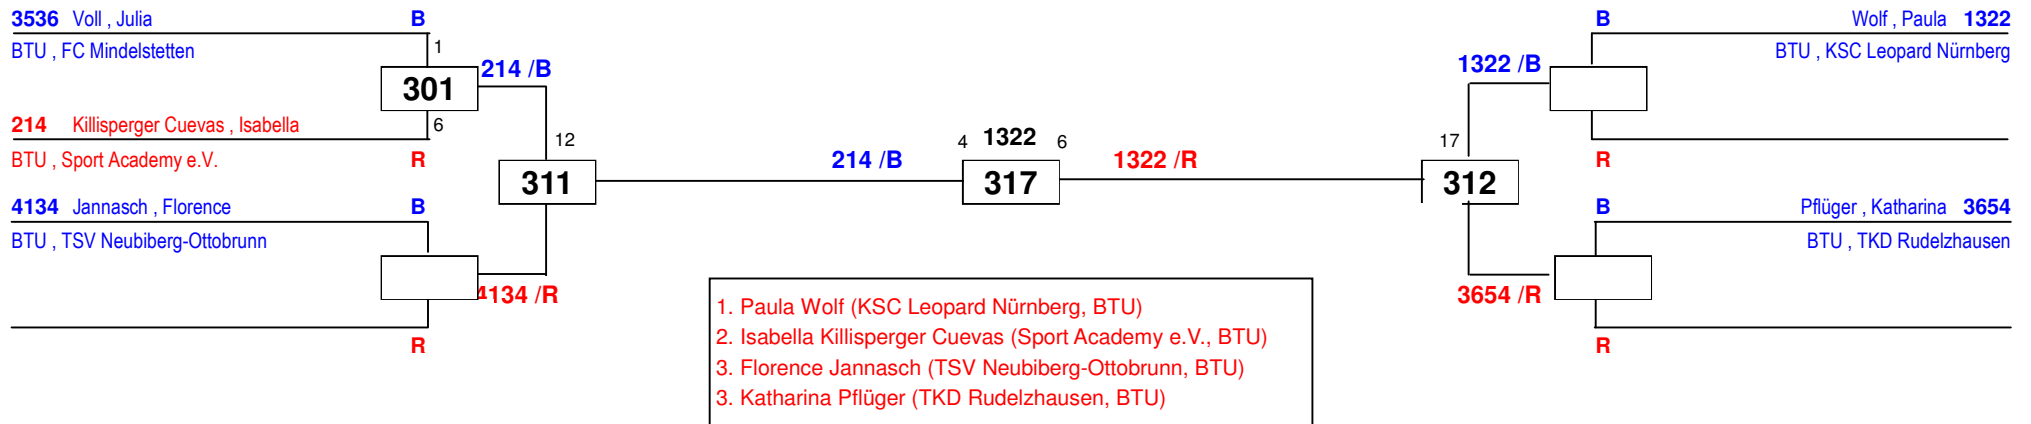 3536 Voll , Julia B
BTU , FC Mindelstetten
1
301
214 /B
6
214 Killisperger Cuevas , Isabella
BTU , Sport Academy e.V. R
12
311
4134 Jannasch , Florence B
BTU , TSV Neubiberg-Ottobrunn
4134 /R
R
214 /B
4 1322 6
317
1322 /R
B Wolf , Paula 1322
BTU , KSC Leopard Nürnberg
1322 /B
R
17
312
B Pflüger , Katharina 3654
BTU , TKD Rudelzhausen
3654 /R
R
1. Paula Wolf (KSC Leopard Nürnberg, BTU)
2. Isabella Killisperger Cuevas (Sport Academy e.V., BTU)
3. Florence Jannasch (TSV Neubiberg-Ottobrunn, BTU)
3. Katharina Pflüger (TKD Rudelzhausen, BTU)